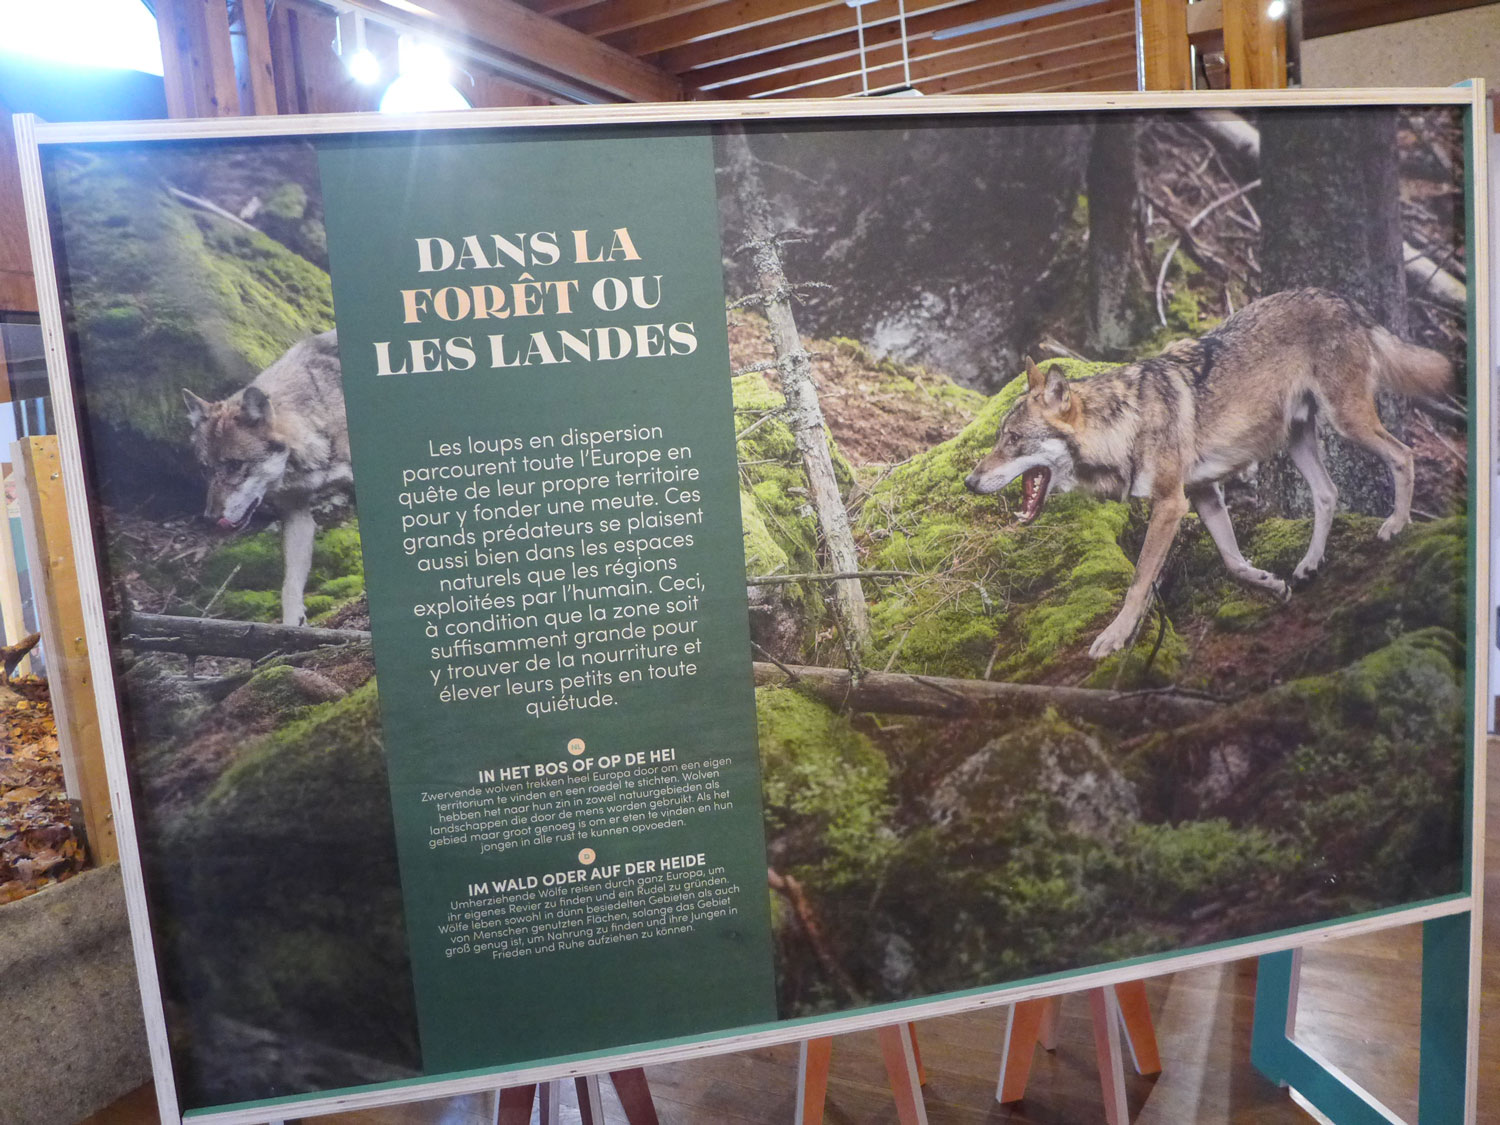 DANS LA
FORÊT OU
LES LANDES
Les loups en dispersion
parcourent toute l'Europe en
quête de leur propre territoire
pour y fonder une meute. Ces
grands prédateurs se plaisent
aussi bien dans les espaces
naturels que les régions
exploitées par l'humain. Ceci,
à condition que la zone soit
suffisamment grande pour
y trouver de la nourriture et
élever leurs petits en toute
quiétude.
NL
IN HET BOS OF OP DE HEI
Zwervende wolven trekken heel Europa door om een eigen
territorium te vinden en een roedel te stichten. Wolven
hebben het naar hun zin in zowel natuurgebieden als
landschappen die door de mens worden gebruikt. Als het
gebied maar groot genoeg is om er eten te vinden en hun
jongen in alle rust te kunnen opvoeden.
D
IM WALD ODER AUF DER HEIDE
Umherziehende Wölfe reisen durch ganz Europa, um
ihr eigenes Revier zu finden und ein Rudel zu gründen.
Wölfe leben sowohl in dünn besiedelten Gebieten als auch
von Menschen genutzten Flächen, solange das Gebiet
groß genug ist, um Nahrung zu finden und ihre Jungen in
Frieden und Ruhe aufziehen zu können.